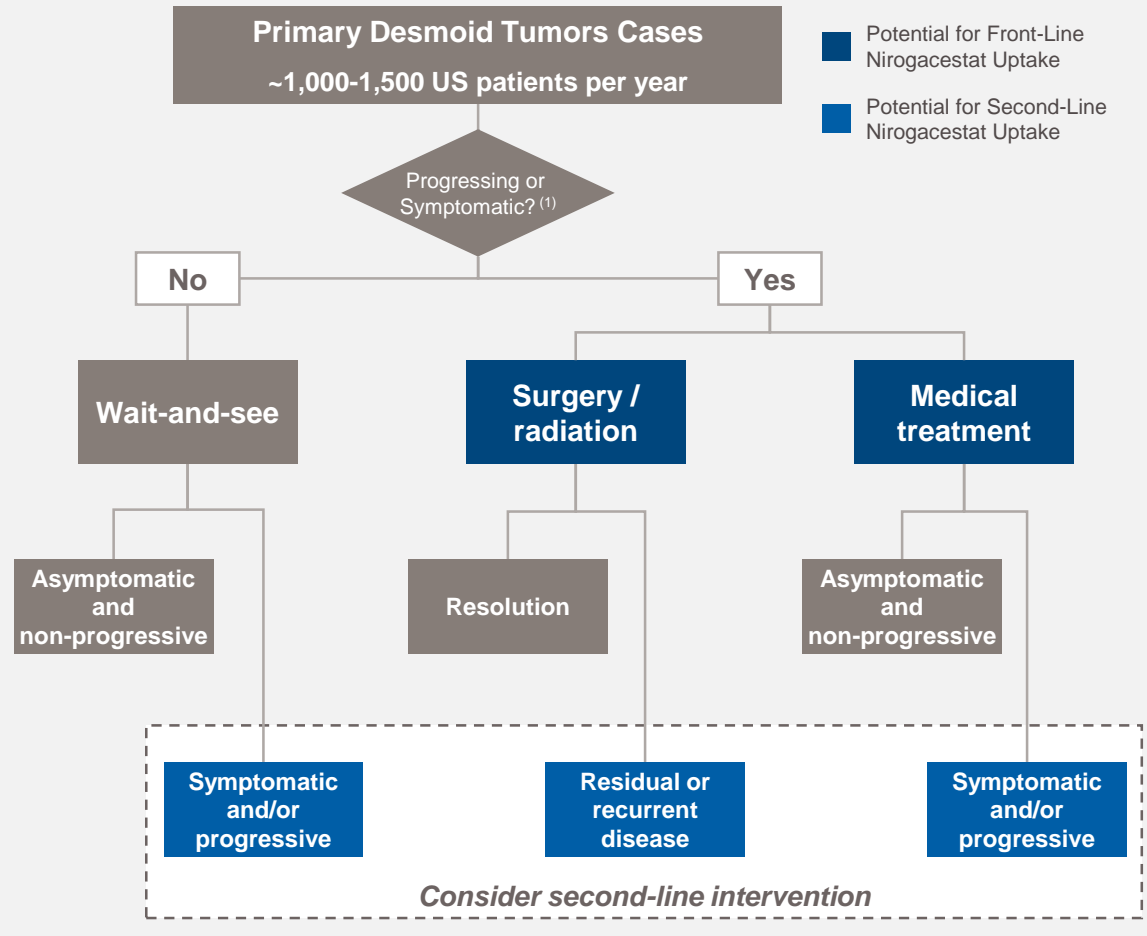 Primary Desmoid Tumors Cases
~1,000-1,500 US patients per year
Potential for Front-Line
Nirogacestat Uptake
Potential for Second-Line
Nirogacestat Uptake
Progressing or
Symptomatic? (1)
No
Yes
Wait-and-see
Surgery /
radiation
Medical
treatment
Asymptomatic
and
non-progressive
Resolution
Asymptomatic
and
non-progressive
Symptomatic
and/or
progressive
Residual or
recurrent
disease
Symptomatic
and/or
progressive
Consider second-line intervention